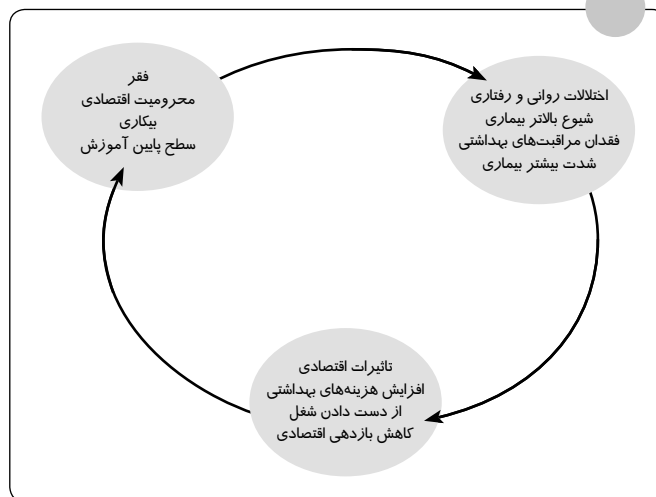 فقر
محرومیت اقتصادی
بیکاری
سطح پایین آموزش
اختلالات روانی و رفتاری
شیوع بالاتر بیماری
فقدان مراقبت‌های بهداشتی
شدت بیشتر بیماری
تاثیرات اقتصادی
افزایش هزینه‌های بهداشتی
از دست دادن شغل
کاهش بازدهی اقتصادی